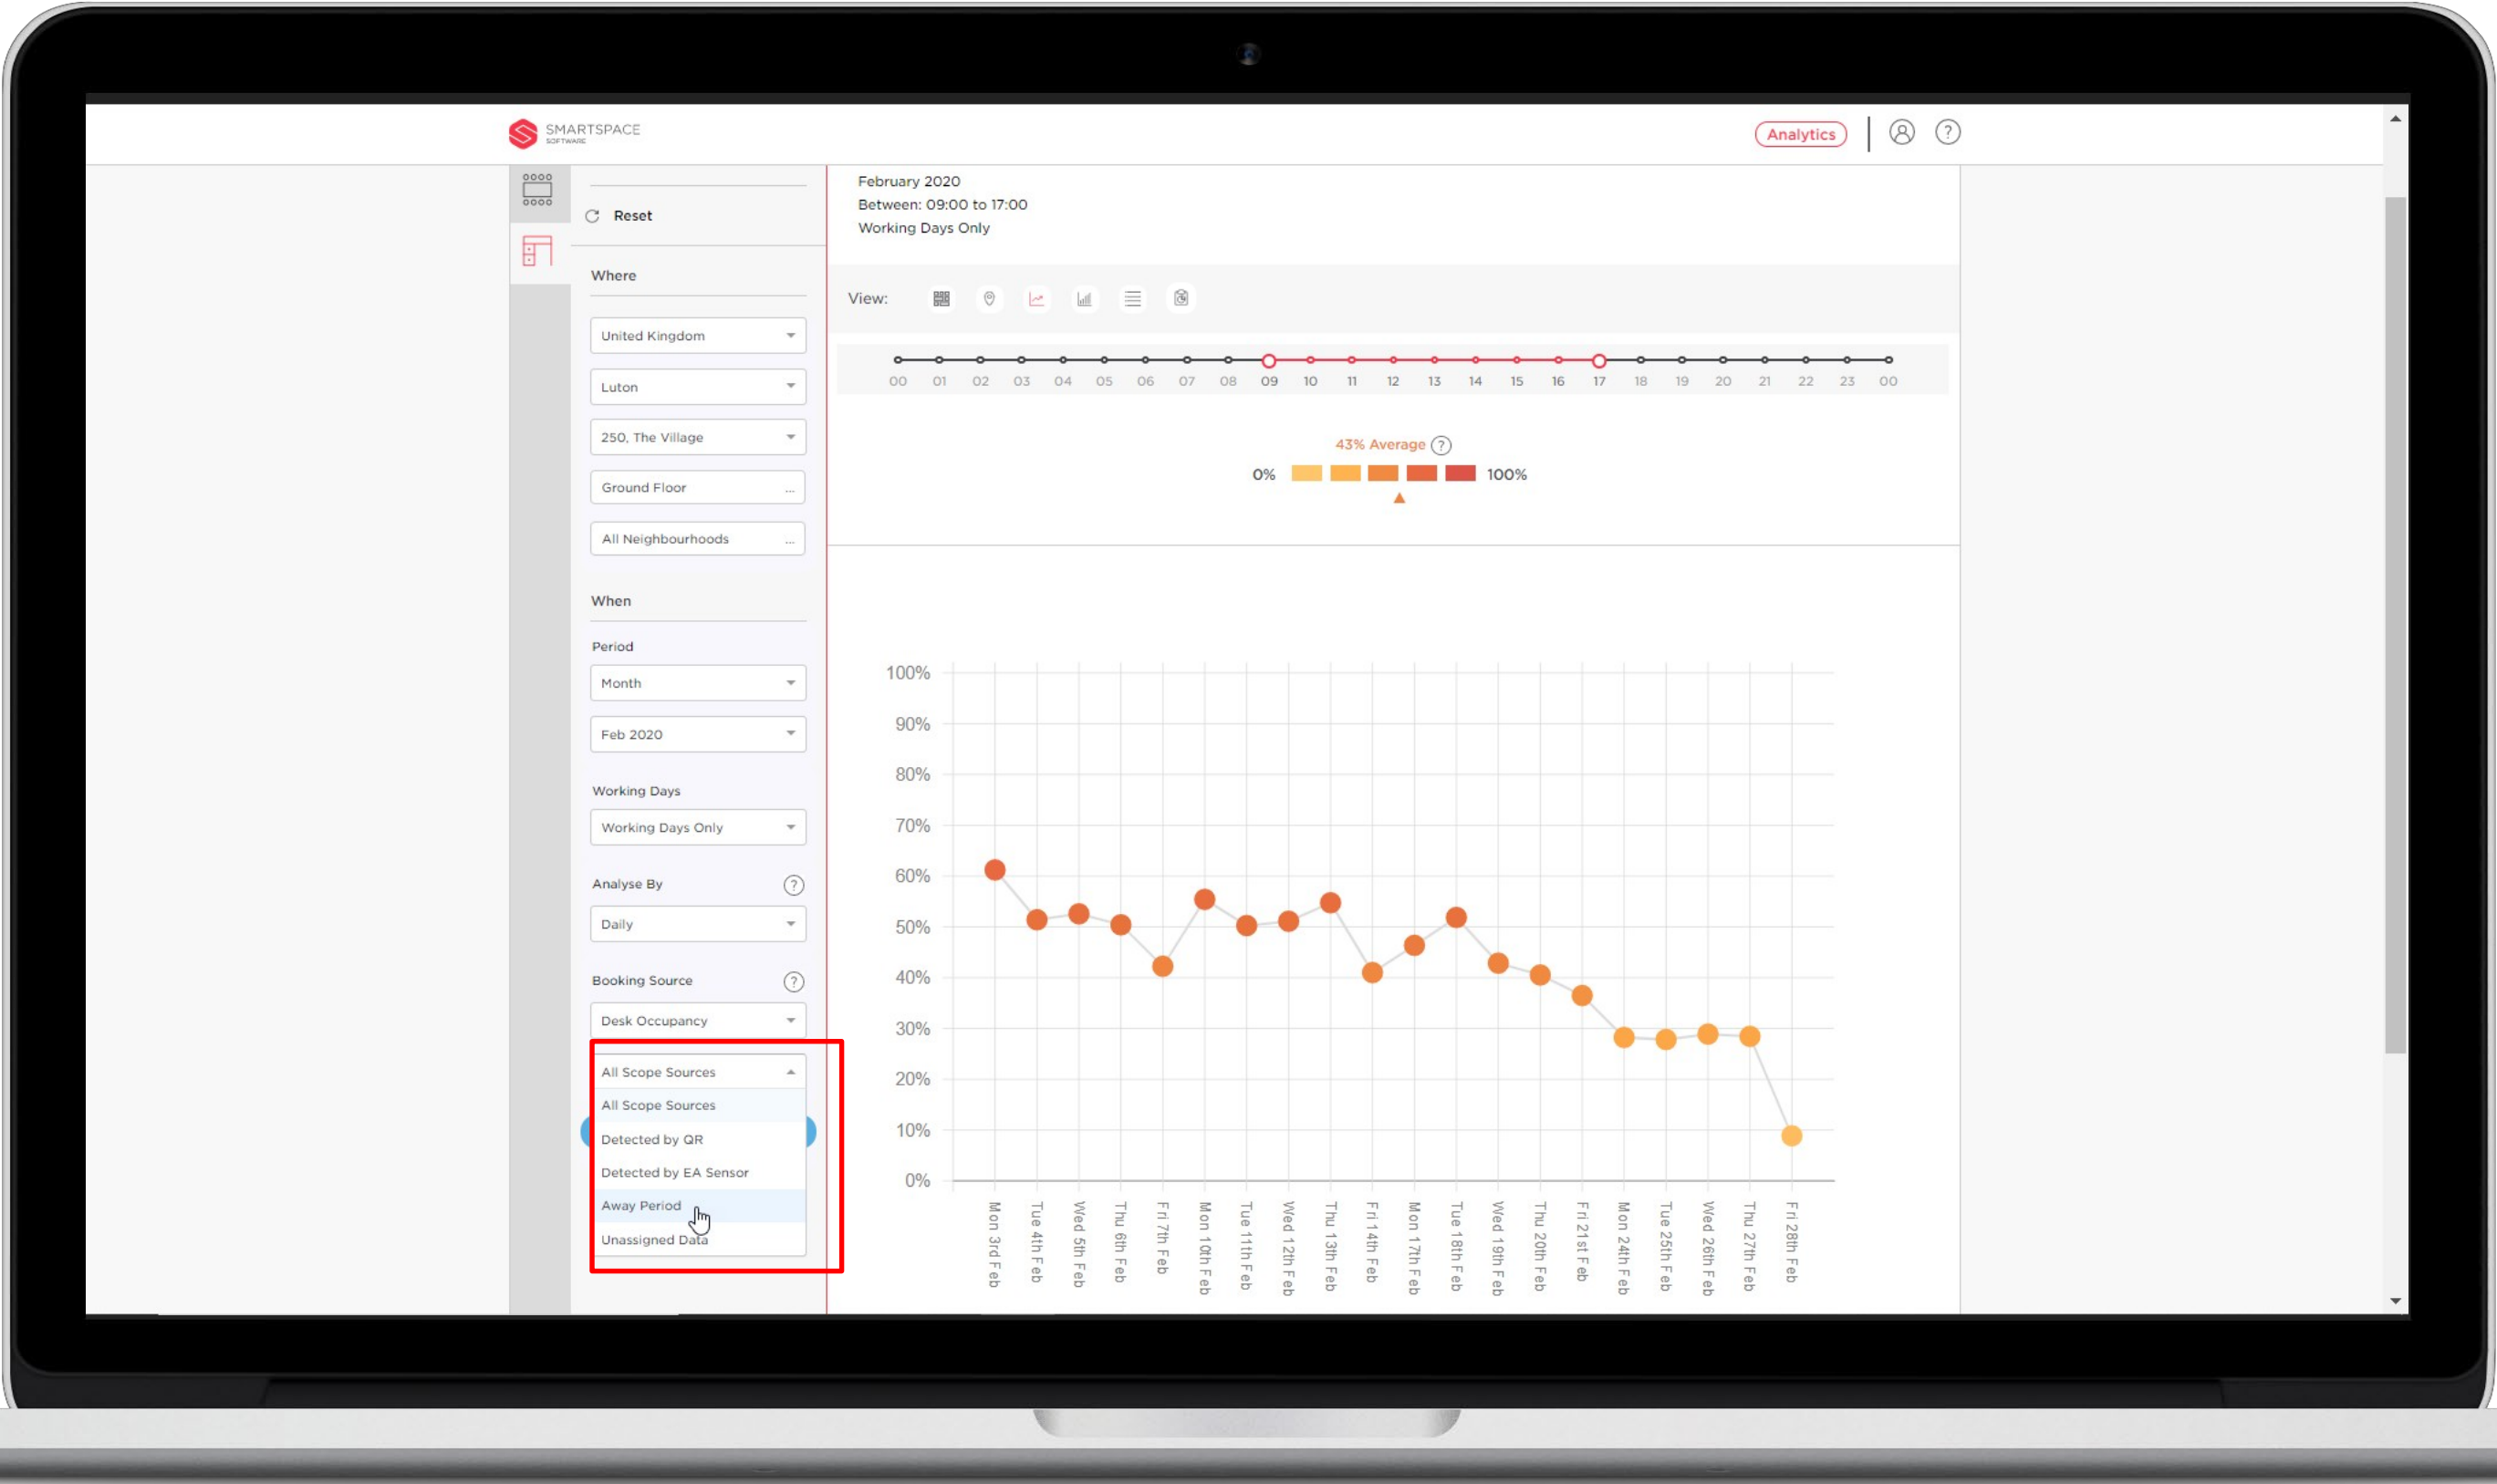 SMARTSPACE
SOFTWARE
Analytics
?
Reset
Where
United Kingdom
Luton
250, The Village
Ground Floor ...
All Neighbourhoods ...
When
Period
Month
Feb 2020
Working Days
Working Days Only
Analyse By ?
Daily
Booking Source ?
Desk Occupancy
All Scope Sources
All Scope Sources
Detected by QR
Detected by EA Sensor
Away Period
Unassigned Data
February 2020
Between: 09:00 to 17:00
Working Days Only
View:
00 01 02 03 04 05 06 07 08 09 10 11 12 13 14 15 16 17 18 19 20 21 22 23 00
43% Average ?
0% 100%
100%
90%
80%
70%
60%
50%
40%
30%
20%
10%
0%
Mon 3rd Feb
Tue 4th Feb
Wed 5th Feb
Thu 6th Feb
Fri 7th Feb
Mon 10th Feb
Tue 11th Feb
Wed 12th Feb
Thu 13th Feb
Fri 14th Feb
Mon 17th Feb
Tue 18th Feb
Wed 19th Feb
Thu 20th Feb
Fri 21st Feb
Mon 24th Feb
Tue 25th Feb
Wed 26th Feb
Thu 27th Feb
Fri 28th Feb